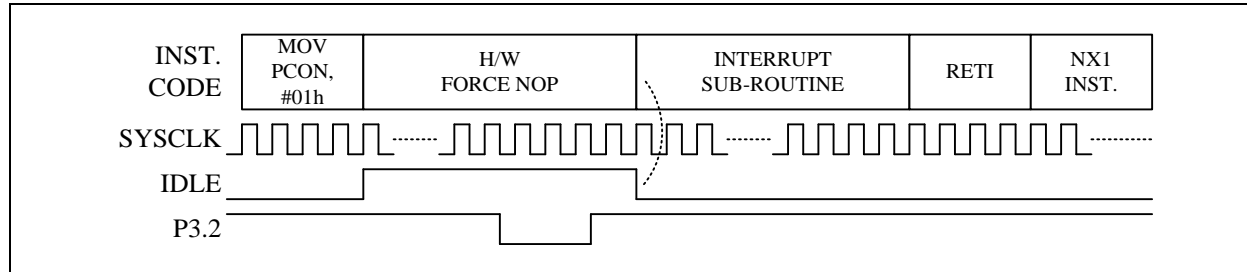 INST.
CODE
MOV
PCON,
#01h
H/W
FORCE NOP
INTERRUPT
SUB-ROUTINE
RETI
NX1
INST.
SYSCLK
IDLE
P3.2